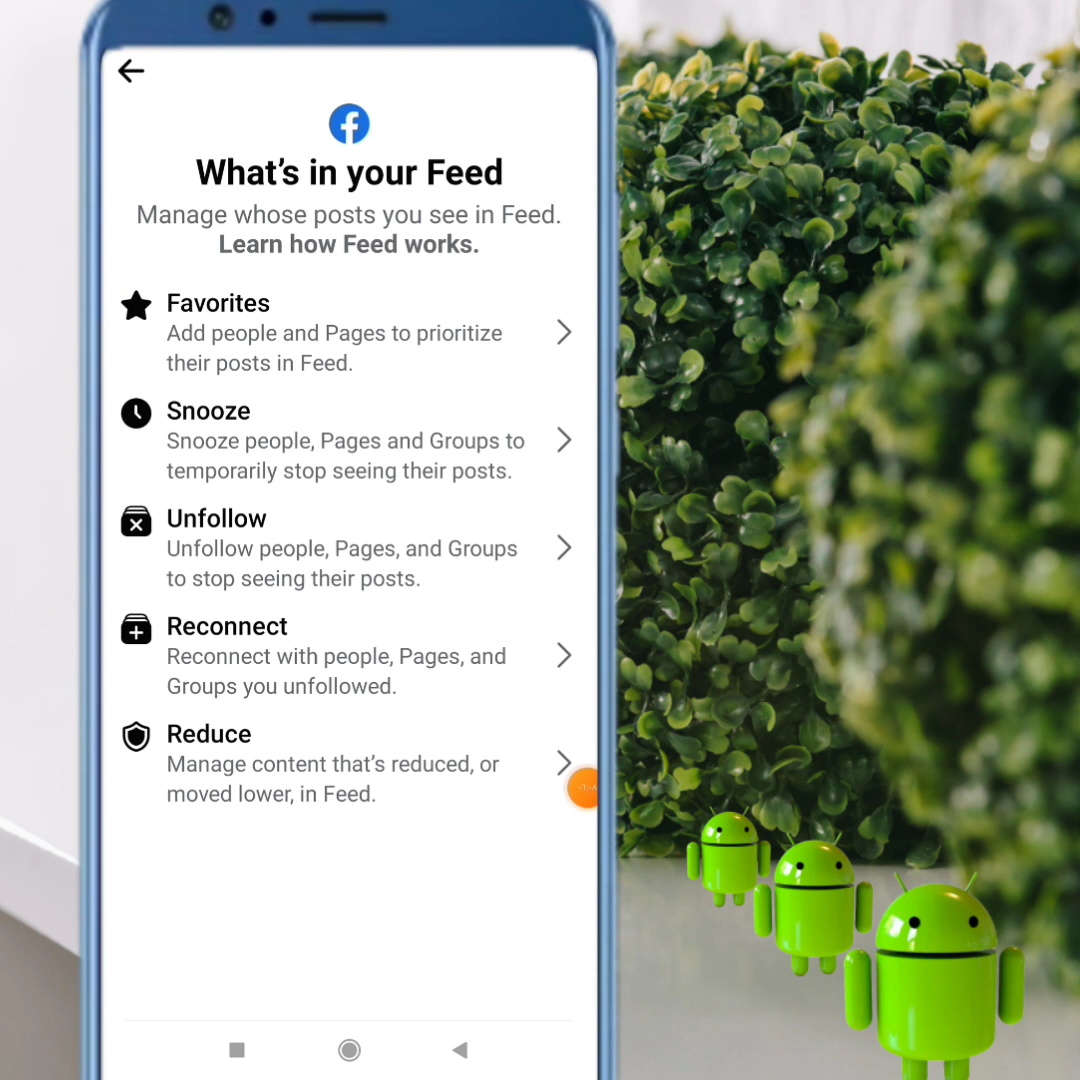 What’s in your Feed
Manage whose posts you see in Feed.
Learn how Feed works.
Favorites
Add people and Pages to prioritize
their posts in Feed.
Snooze
Snooze people, Pages and Groups to
temporarily stop seeing their posts.
Unfollow
Unfollow people, Pages, and Groups
to stop seeing their posts.
Reconnect
Reconnect with people, Pages, and
Groups you unfollowed.
Reduce
Manage content that’s reduced, or
moved lower, in Feed.